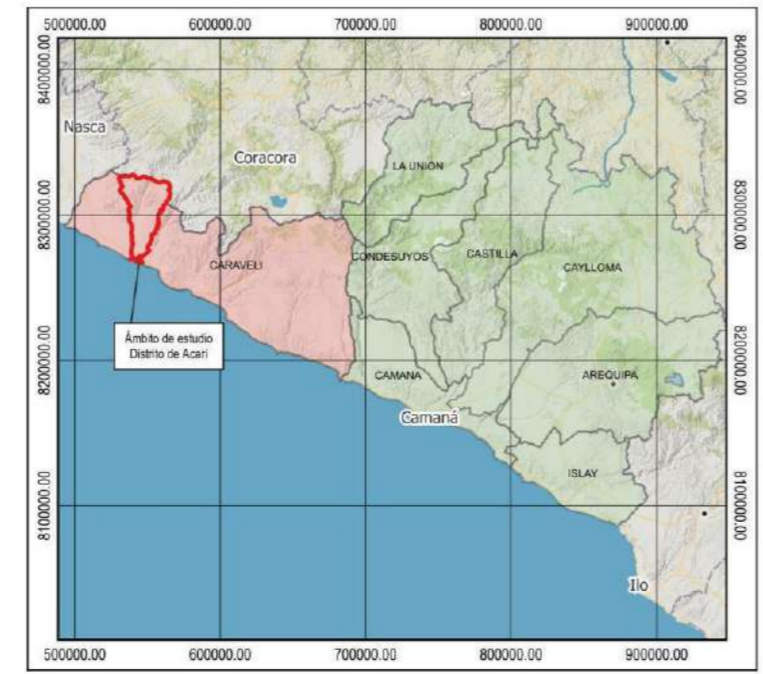 500000.00 600000.00 700000.00 800000.00 900000.00
8400000.00 8400000.00
Nasca
Coracora
LA UNION
8300000.00 8300000.00
CARAVELI
CONDESUYOS
CASTILLA
CAYLLOMA
Ámbito de estudio
Distrito de Acarí
8200000.00 8200000.00
CAMANA
AREQUIPA
Camaná
ISLAY
8100000.00 8100000.00
Ilo
500000.00 600000.00 700000.00 800000.00 900000.00